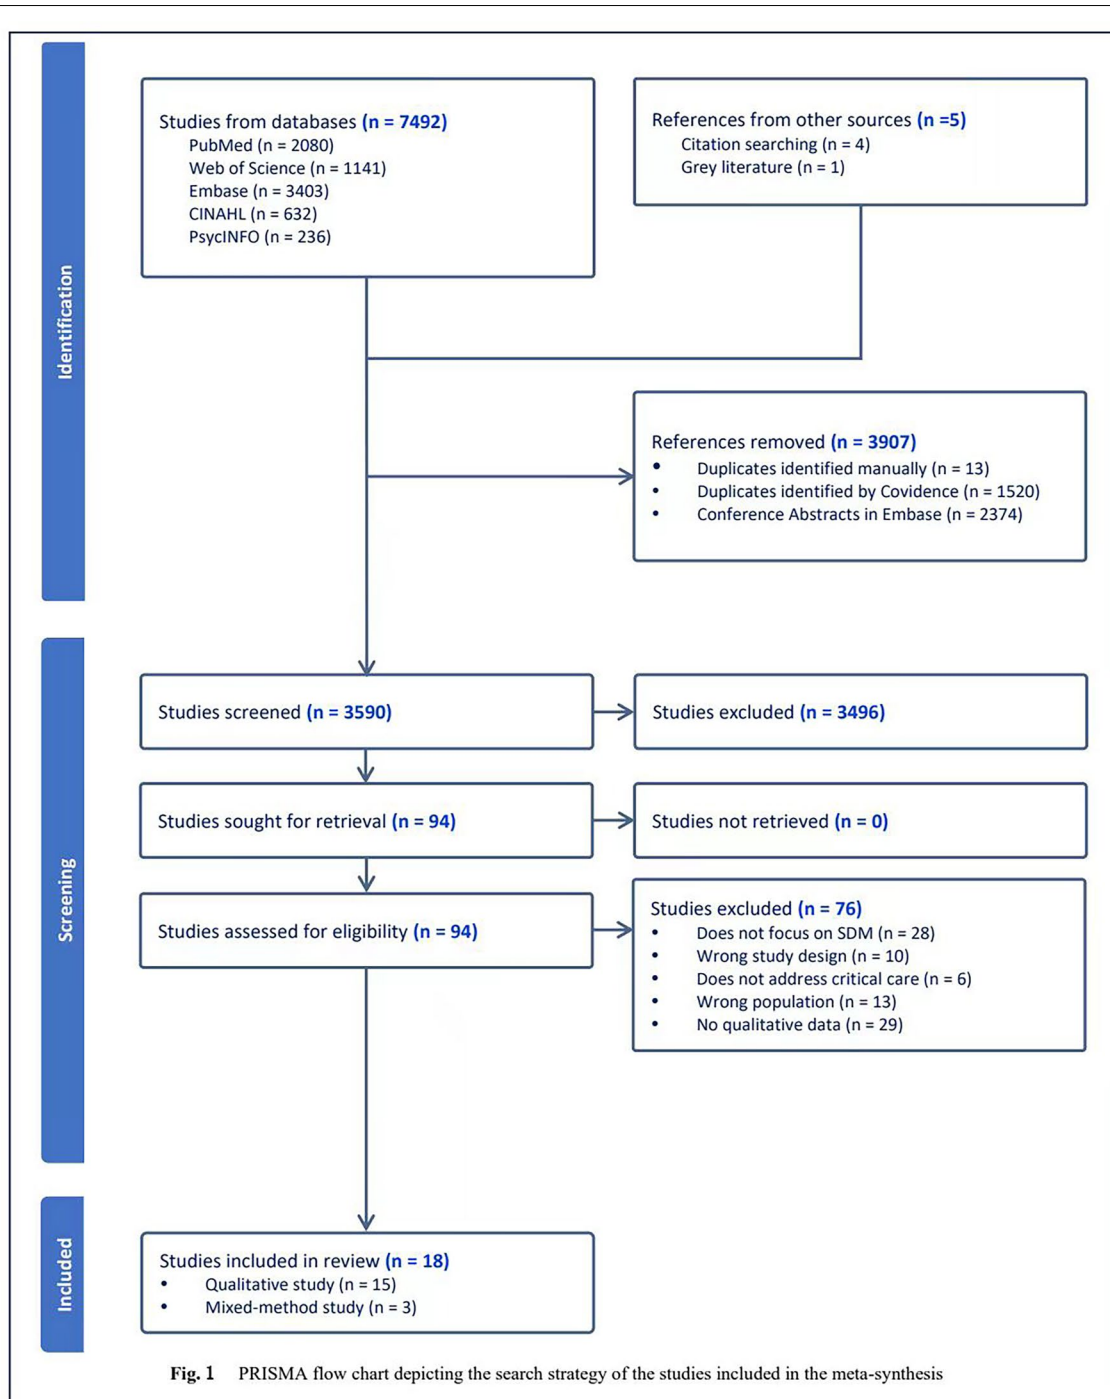 Identification
Studies from databases (n = 7492)
PubMed (n = 2080)
Web of Science (n = 1141)
Embase (n = 3403)
CINAHL (n = 632)
PsycINFO (n = 236)
References from other sources (n =5)
Citation searching (n = 4)
Grey literature (n = 1)
References removed (n = 3907)
• Duplicates identified manually (n = 13)
• Duplicates identified by Covidence (n = 1520)
• Conference Abstracts in Embase (n = 2374)
Screening
Studies screened (n = 3590)
Studies excluded (n = 3496)
Studies sought for retrieval (n = 94)
Studies not retrieved (n = 0)
Studies assessed for eligibility (n = 94)
Studies excluded (n = 76)
• Does not focus on SDM (n = 28)
• Wrong study design (n = 10)
• Does not address critical care (n = 6)
• Wrong population (n = 13)
• No qualitative data (n = 29)
Included
Studies included in review (n = 18)
• Qualitative study (n = 15)
• Mixed-method study (n = 3)
Fig. 1 PRISMA flow chart depicting the search strategy of the studies included in the meta-synthesis